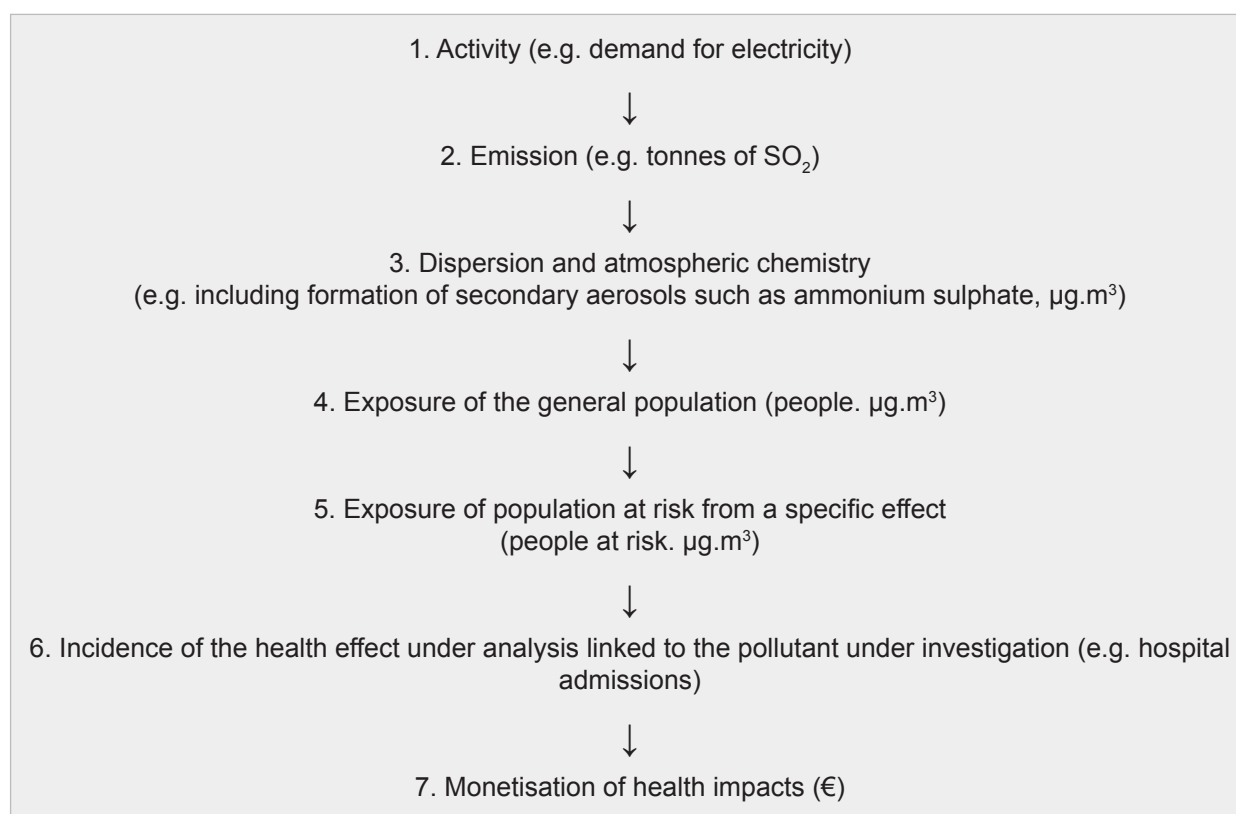 1. Activity (e.g. demand for electricity)
↓
2. Emission (e.g. tonnes of SO₂)
↓
3. Dispersion and atmospheric chemistry
(e.g. including formation of secondary aerosols such as ammonium sulphate, µg.m³)
↓
4. Exposure of the general population (people. µg.m³)
↓
5. Exposure of population at risk from a specific effect
(people at risk. µg.m³)
↓
6. Incidence of the health effect under analysis linked to the pollutant under investigation (e.g. hospital
admissions)
↓
7. Monetisation of health impacts (€)